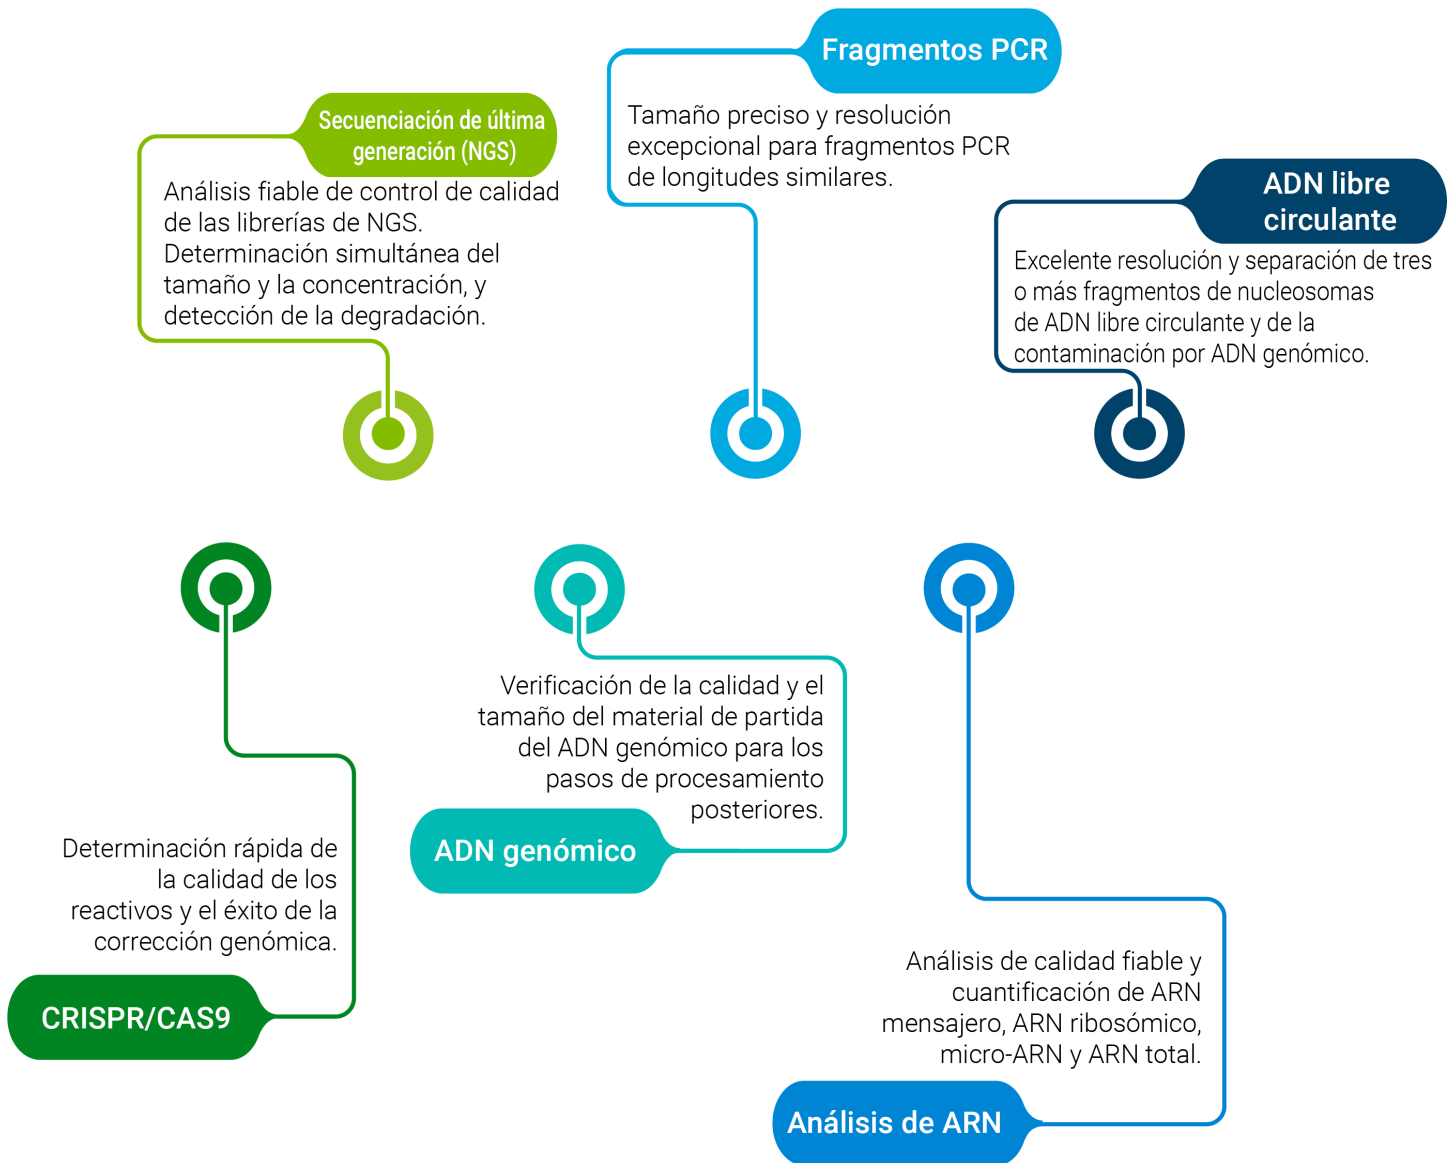 Fragmentos PCR
Tamaño preciso y resolución
excepcional para fragmentos PCR
de longitudes similares.
Secuenciación de última
generación (NGS)
Análisis fiable de control de calidad
de las librerías de NGS.
Determinación simultánea del
tamaño y la concentración, y
detección de la degradación.
ADN libre
circulante
Excelente resolución y separación de tres
o más fragmentos de nucleosomas
de ADN libre circulante y de la
contaminación por ADN genómico.
Determinación rápida de
la calidad de los
reactivos y el éxito de la
corrección genómica.
CRISPR/CAS9
Verificación de la calidad y el
tamaño del material de partida
del ADN genómico para los
pasos de procesamiento
posteriores.
ADN genómico
Análisis de calidad fiable y
cuantificación de ARN
mensajero, ARN ribosómico,
micro-ARN y ARN total.
Análisis de ARN